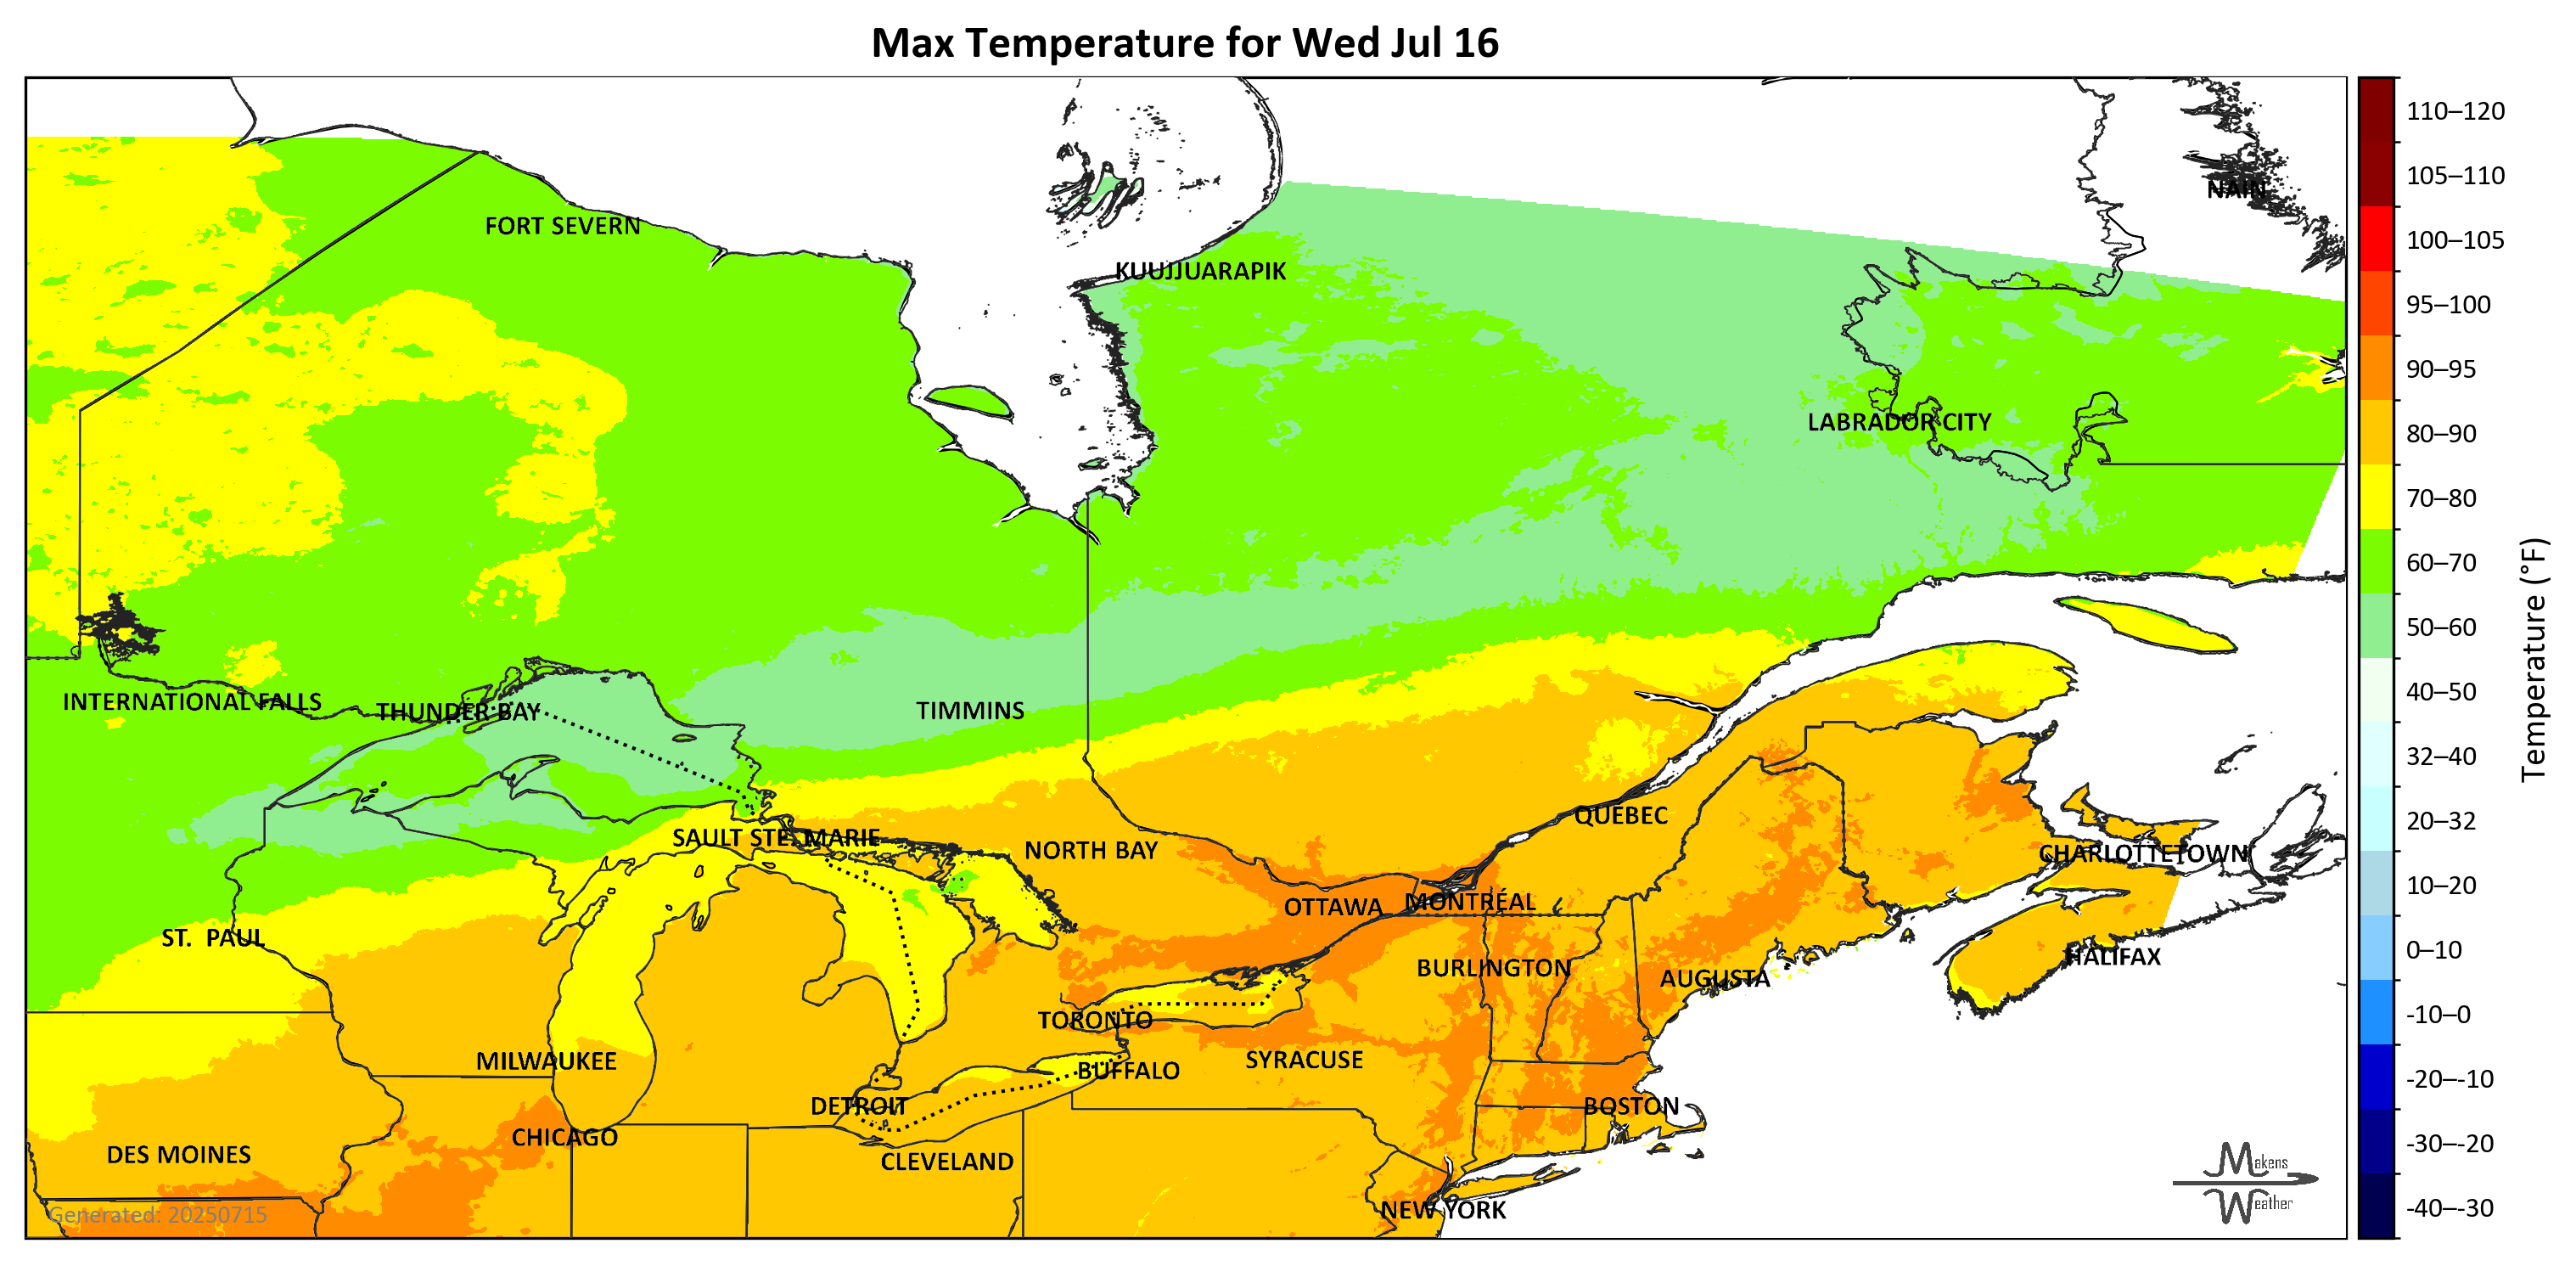 Max Temperature for Wed Jul 16
NAIN
FORT SEVERN
KUUJJUARAPIK
LABRADOR CITY
INTERNATIONAL FALLS
THUNDER BAY
TIMMINS
QUEBEC
SAULT STE. MARIE
NORTH BAY
CHARLOTTETOWN
OTTAWA
MONTRÉAL
ST. PAUL
HALIFAX
BURLINGTON
AUGUSTA
TORONTO
MILWAUKEE
SYRACUSE
BUFFALO
DETROIT
BOSTON
CHICAGO
DES MOINES
CLEVELAND
NEW YORK
Generated: 20250715
Makens
Weather
110–120
105–110
100–105
95–100
90–95
80–90
70–80
60–70
50–60
40–50
32–40
20–32
10–20
0–10
-10–0
-20–-10
-30–-20
-40–-30
Temperature (°F)